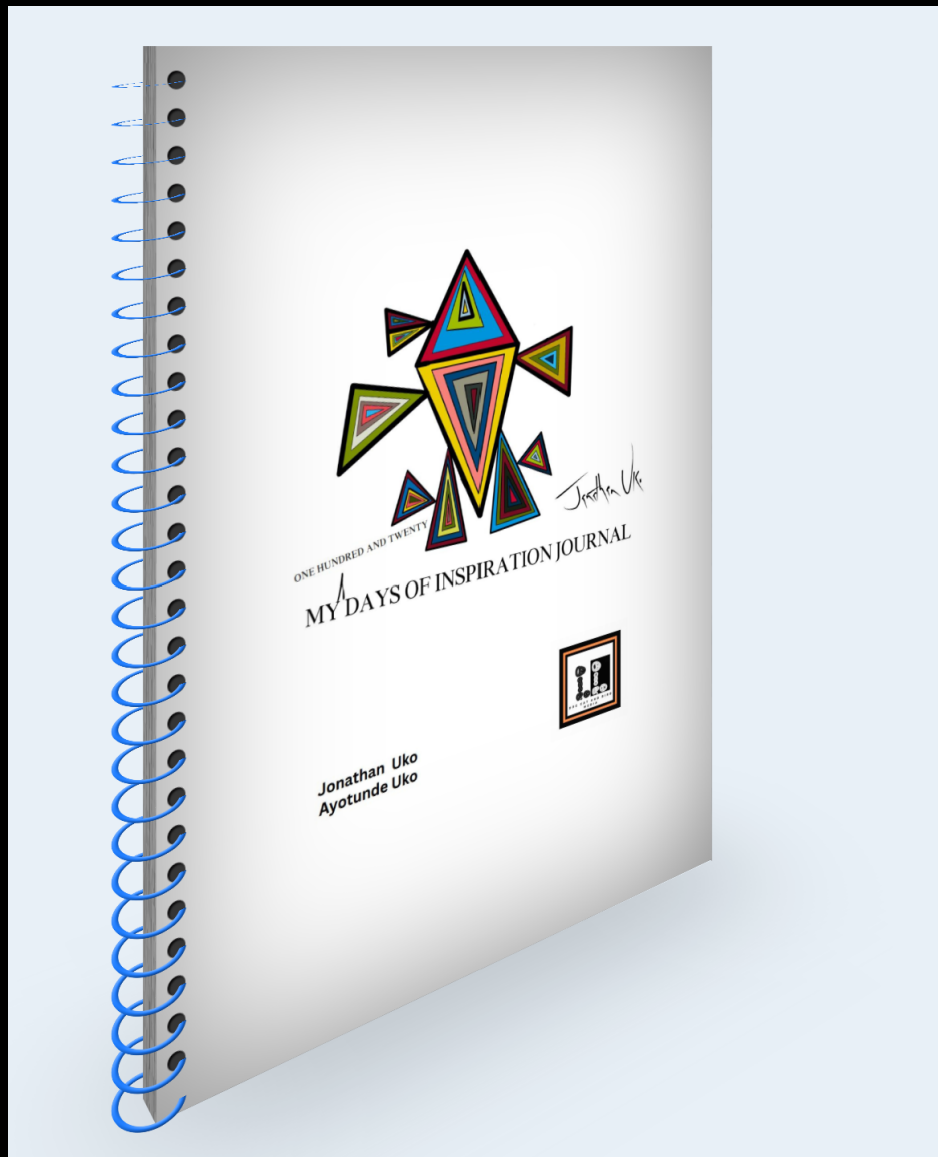 Jonathan Uko
ONE HUNDRED AND TWENTY
MY DAYS OF INSPIRATION JOURNAL
Jonathan Uko
Ayotunde Uko